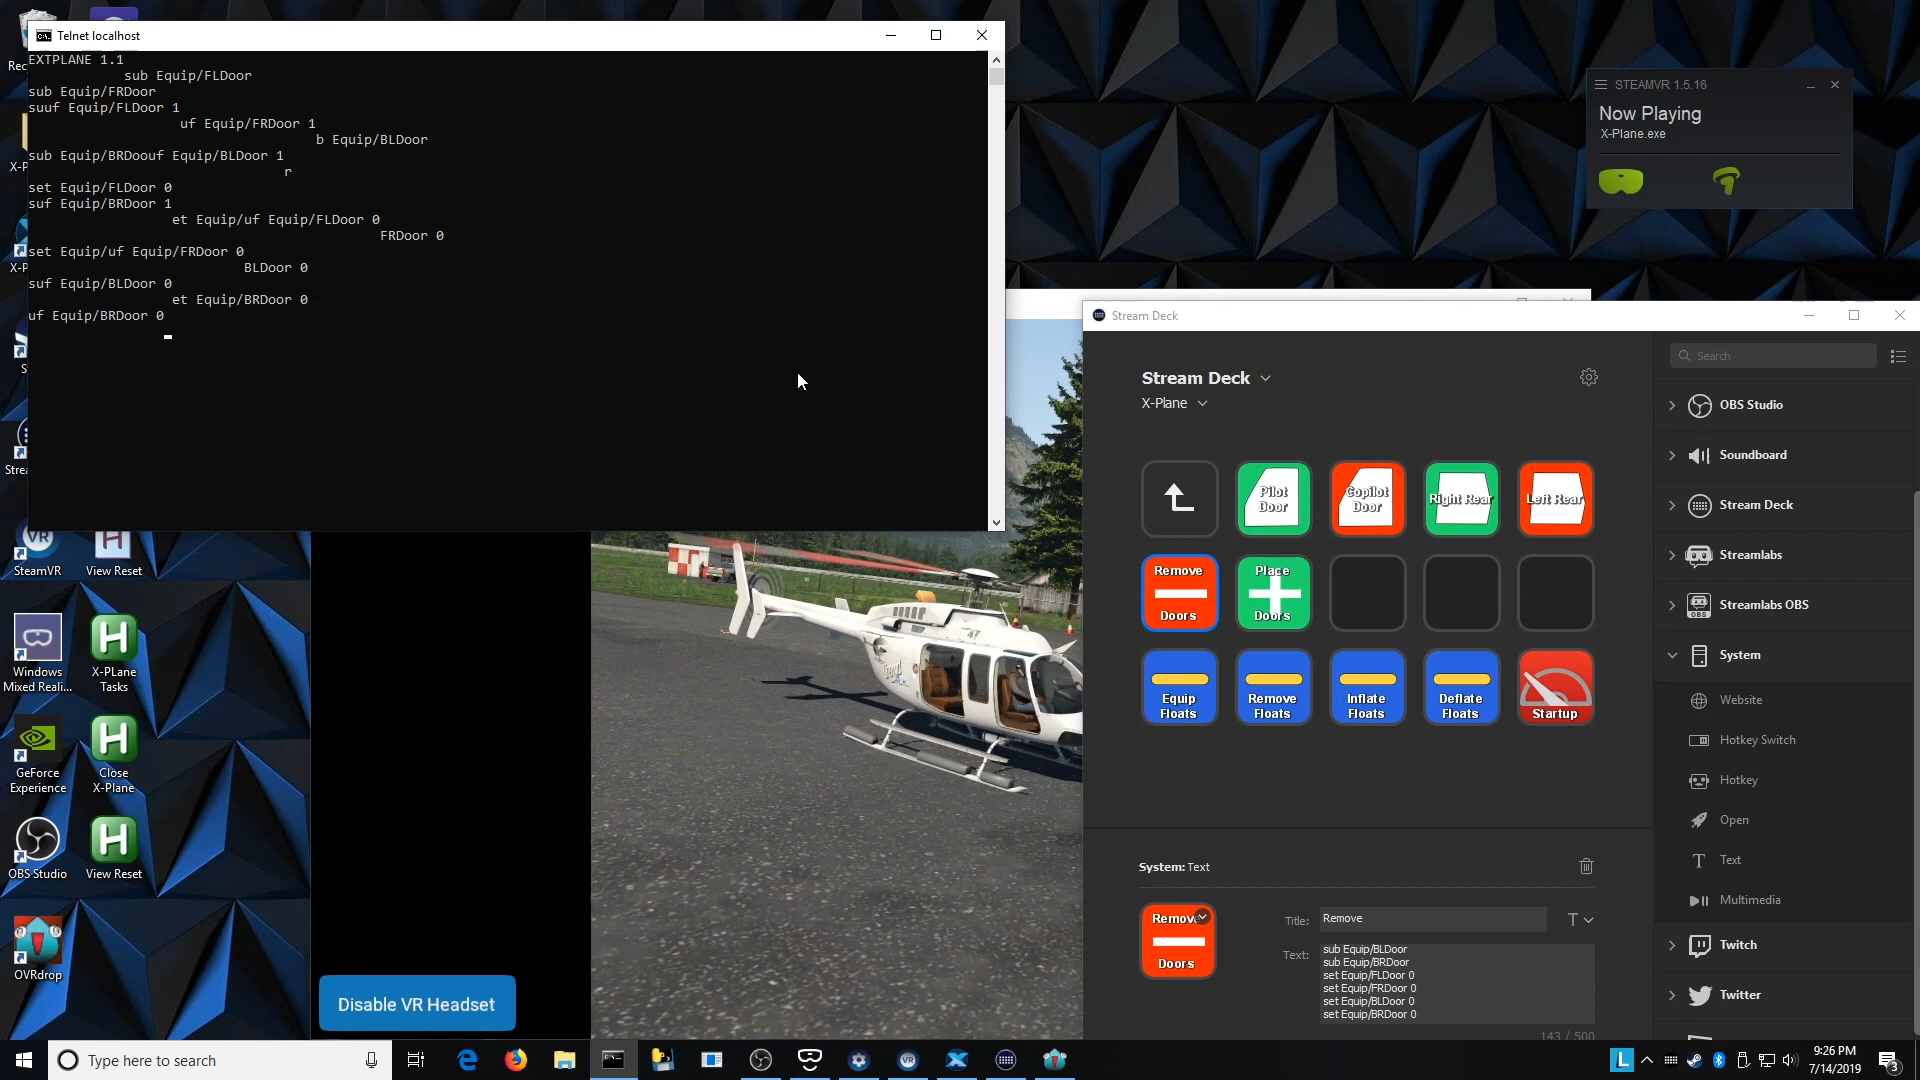 Telnet localhost
EXTPLANE 1.1
sub Equip/FLDoor
sub Equip/FRDoor
suuf Equip/FLDoor 1
uf Equip/FRDoor 1
b Equip/BLDoor
sub Equip/BRDoouf Equip/BLDoor 1
r
set Equip/FLDoor 0
suf Equip/BRDoor 1
et Equip/uf Equip/FLDoor 0
FRDoor 0
set Equip/uf Equip/FRDoor 0
BLDoor 0
suf Equip/BLDoor 0
et Equip/BRDoor 0
uf Equip/BRDoor 0
STEAMVR 1.5.16
Now Playing
X-Plane.exe
Stream Deck
Stream Deck
X-Plane
Pilot
Door
Copilot
Door
Right Rear
Left Rear
Remove
Doors
Place
Doors
Equip
Floats
Remove
Floats
Inflate
Floats
Deflate
Floats
Startup
System: Text
Remove
Doors
Title:
Remove
T
Text:
sub Equip/BLDoor
sub Equip/BRDoor
set Equip/FLDoor 0
set Equip/FRDoor 0
set Equip/BLDoor 0
set Equip/BRDoor 0
143 / 500
Search
OBS Studio
Soundboard
Stream Deck
Streamlabs
Streamlabs OBS
System
Website
Hotkey Switch
Hotkey
Open
Text
Multimedia
Twitch
Twitter
SteamVR
View Reset
Windows
Mixed Reali...
X-PLane
Tasks
GeForce
Experience
Close
X-Plane
OBS Studio
View Reset
OVRdrop
Disable VR Headset
Type here to search
9:26 PM
7/14/2019
3